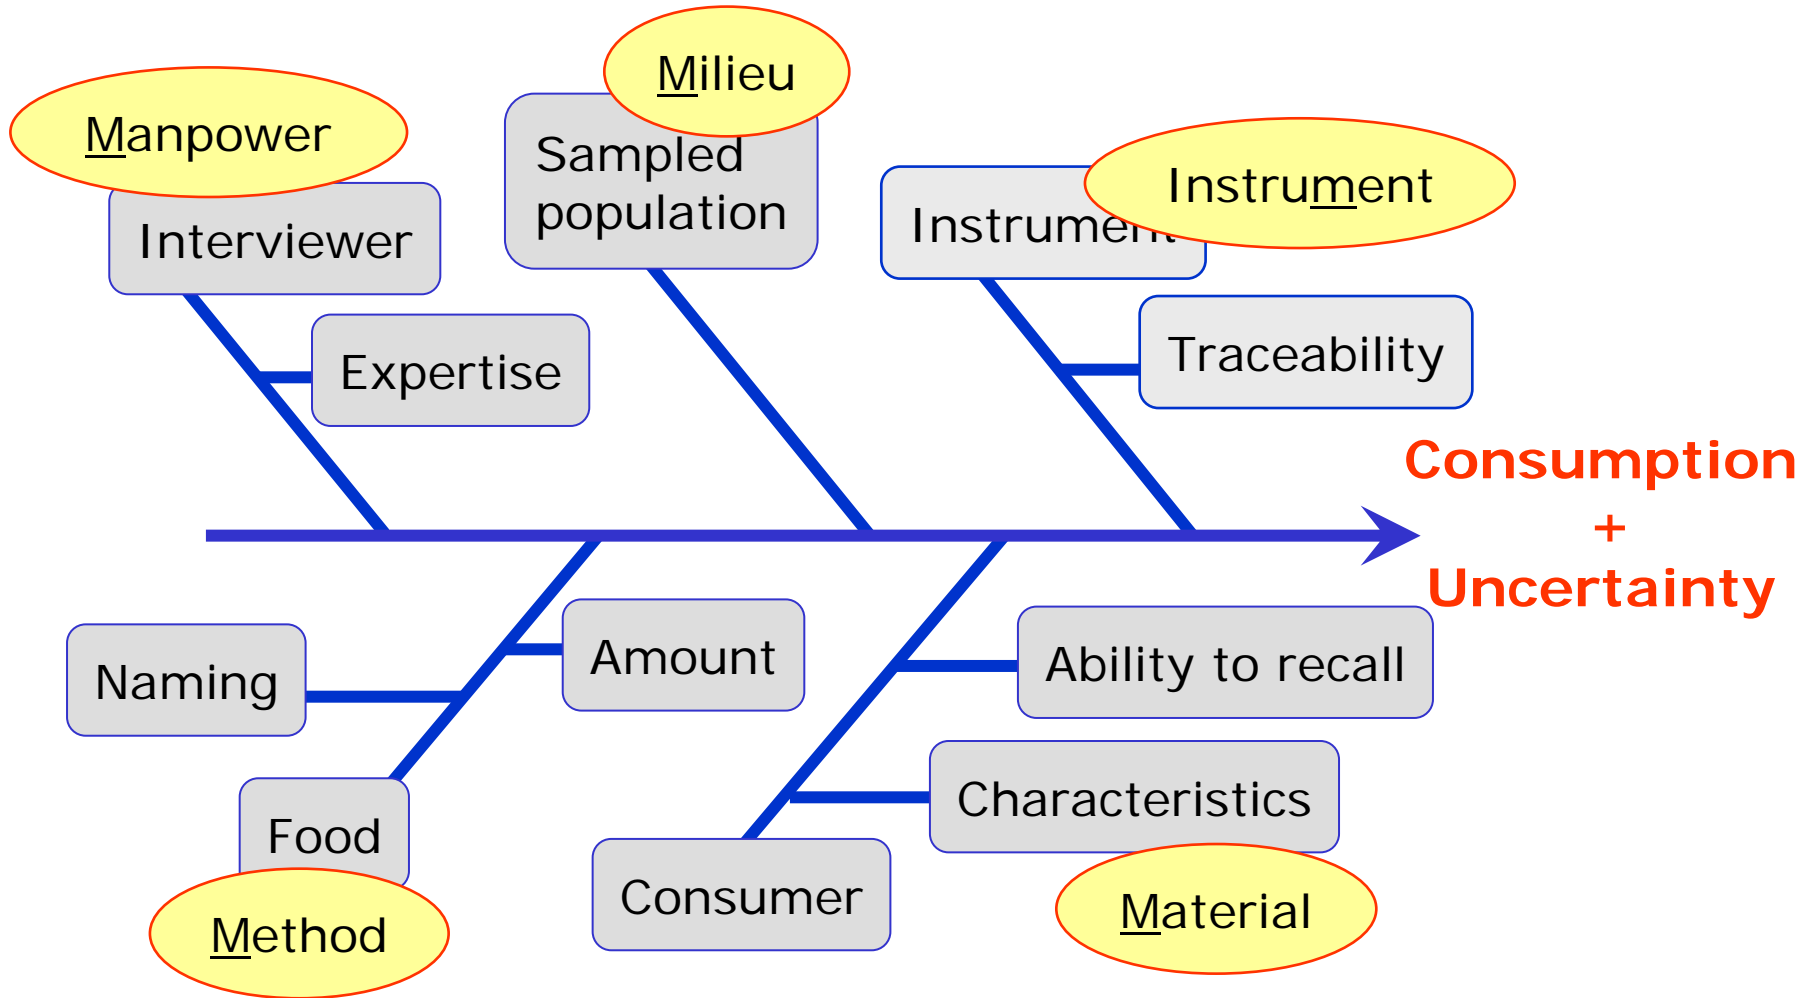 Milieu
Manpower
Sampled
population
Instrument
Instrument
Interviewer
Traceability
Expertise
Consumption
+
Uncertainty
Amount
Ability to recall
Naming
Characteristics
Food
Consumer
Material
Method